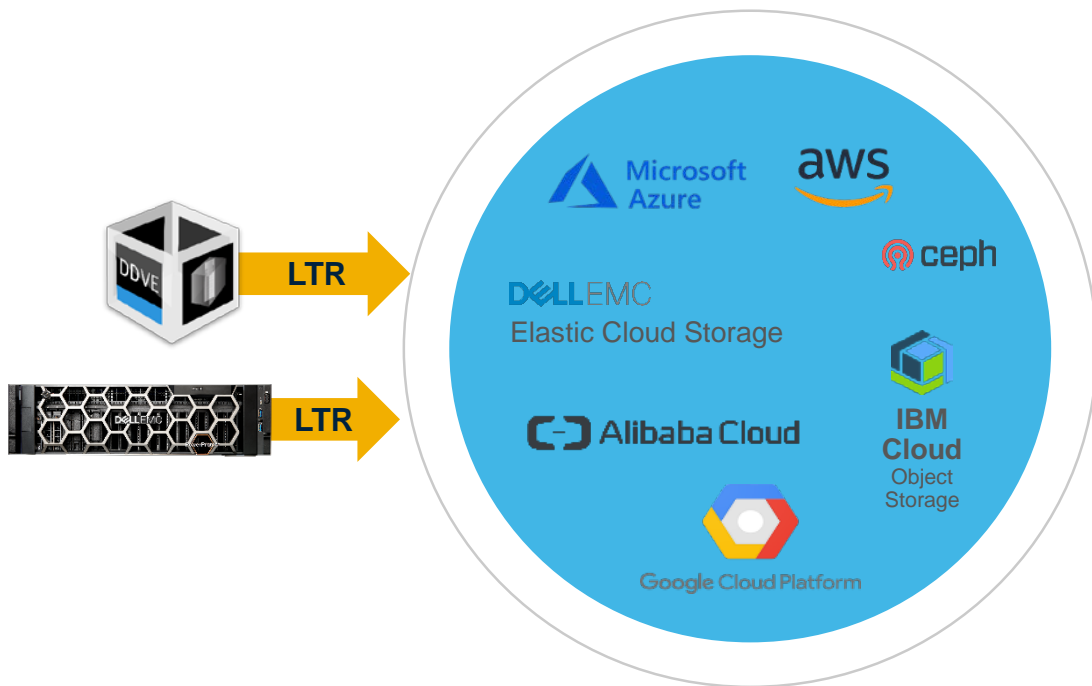 Microsoft
Azure
aws
ceph
DDVE
LTR
DELLEMC
Elastic Cloud Storage
DELLEMC
LTR
Alibaba Cloud
IBM
Cloud
Object
Storage
Google Cloud Platform